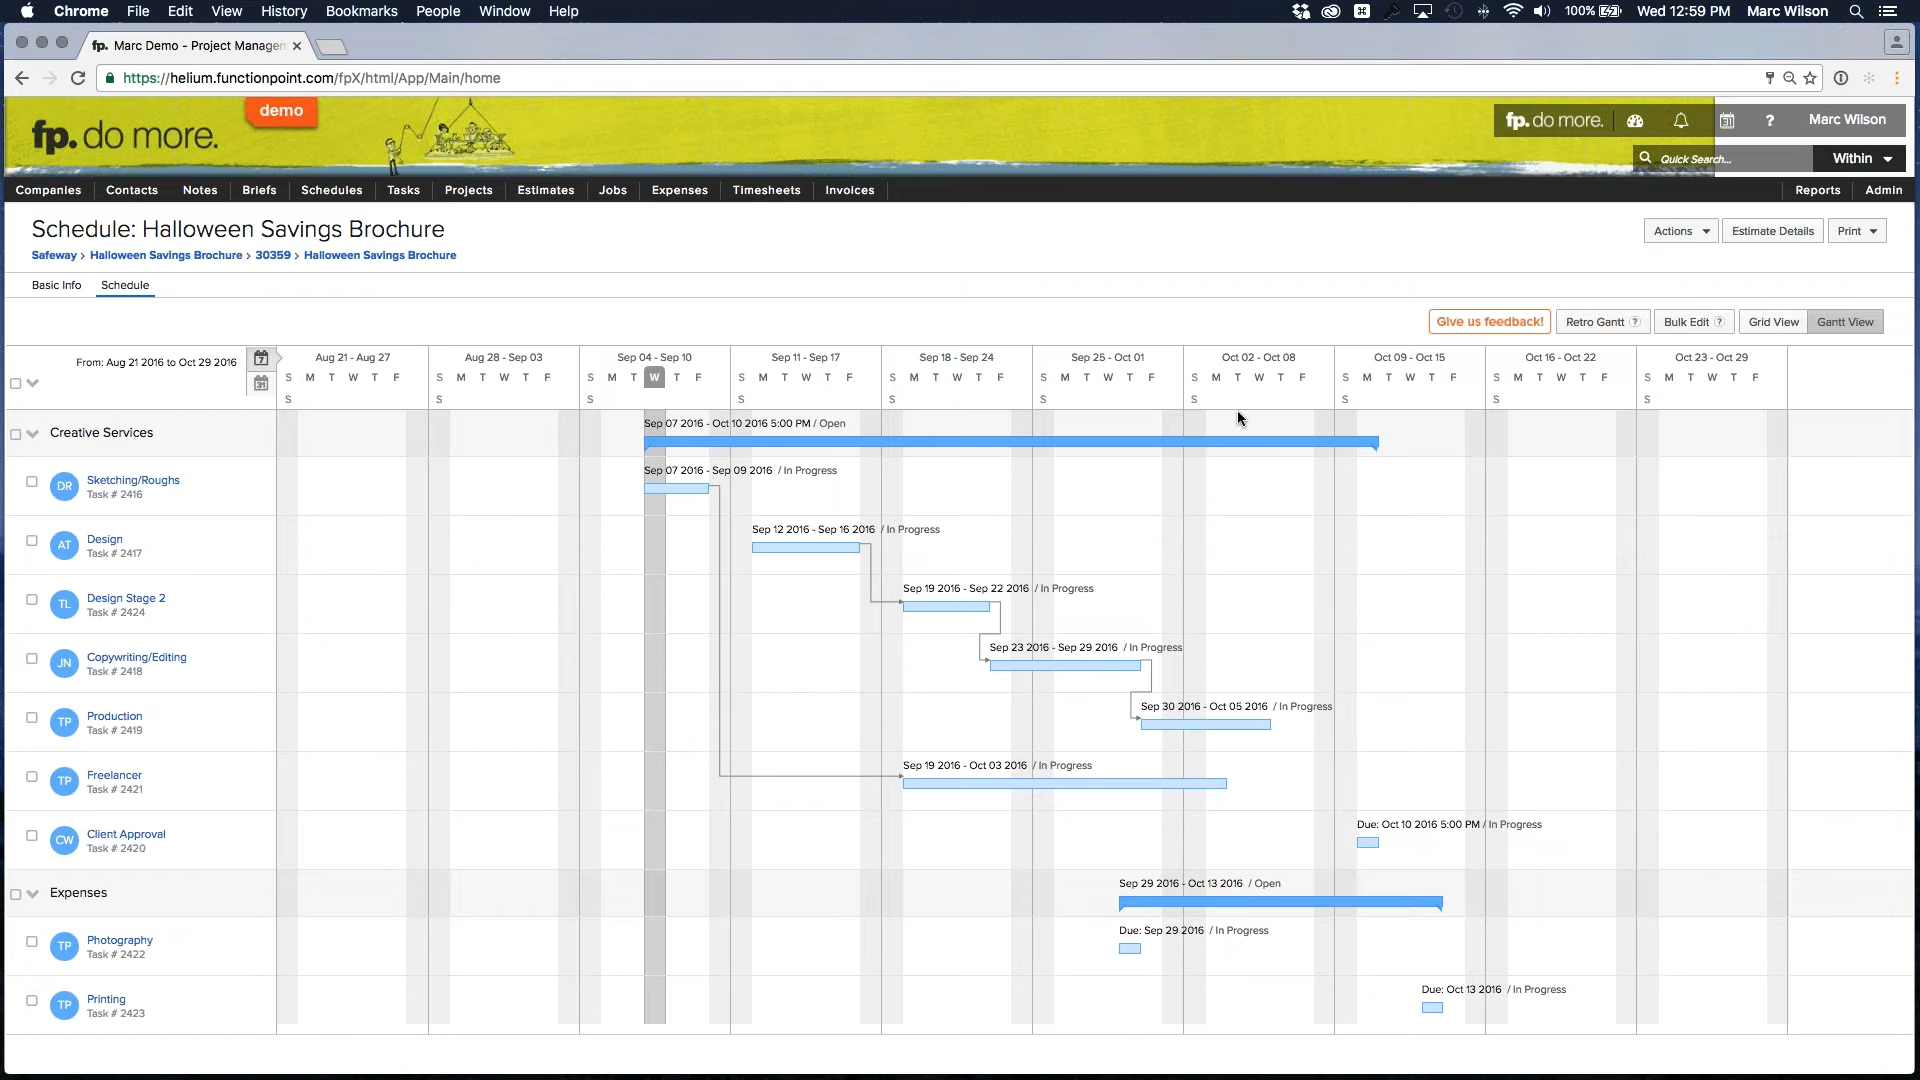 Chrome File Edit View History Bookmarks People Window Help 100% Wed 12:59 PM Marc Wilson
fp. Marc Demo - Project Managem
https://helium.functionpoint.com/fpX/html/App/Main/home
demo
fp. do more.
fp. do more. 31 ? Marc Wilson
Quick Search... Within
Companies Contacts Notes Briefs Schedules Tasks Projects Estimates Jobs Expenses Timesheets Invoices Reports Admin
Schedule: Halloween Savings Brochure
Actions Estimate Details Print
Safeway > Halloween Savings Brochure > 30359 > Halloween Savings Brochure
Basic Info Schedule
Give us feedback! Retro Gantt ? Bulk Edit ? Grid View Gantt View
From: Aug 21 2016 to Oct 29 2016 7 Aug 21 - Aug 27 Aug 28 - Sep 03 Sep 04 - Sep 10 Sep 11 - Sep 17 Sep 18 - Sep 24 Sep 25 - Oct 01 Oct 02 - Oct 08 Oct 09 - Oct 15 Oct 16 - Oct 22 Oct 23 - Oct 29
31 S M T W T F S M T W T F S M T W T F S M T W T F S M T W T F S M T W T F S M T W T F S M T W T F S M T W T F S M T W T F
S S S S S S S S S S
Creative Services
Sep 07 2016 - Oct 10 2016 5:00 PM / Open
DR Sketching/Roughs
Task # 2416
Sep 07 2016 - Sep 09 2016 / In Progress
AT Design
Task # 2417
Sep 12 2016 - Sep 16 2016 / In Progress
TL Design Stage 2
Task # 2424
Sep 19 2016 - Sep 22 2016 / In Progress
JN Copywriting/Editing
Task # 2418
Sep 23 2016 - Sep 29 2016 / In Progress
TP Production
Task # 2419
Sep 30 2016 - Oct 05 2016 / In Progress
TP Freelancer
Task # 2421
Sep 19 2016 - Oct 03 2016 / In Progress
CW Client Approval
Task # 2420
Due: Oct 10 2016 5:00 PM / In Progress
Expenses
Sep 29 2016 - Oct 13 2016 / Open
TP Photography
Task # 2422
Due: Sep 29 2016 / In Progress
TP Printing
Task # 2423
Due: Oct 13 2016 / In Progress